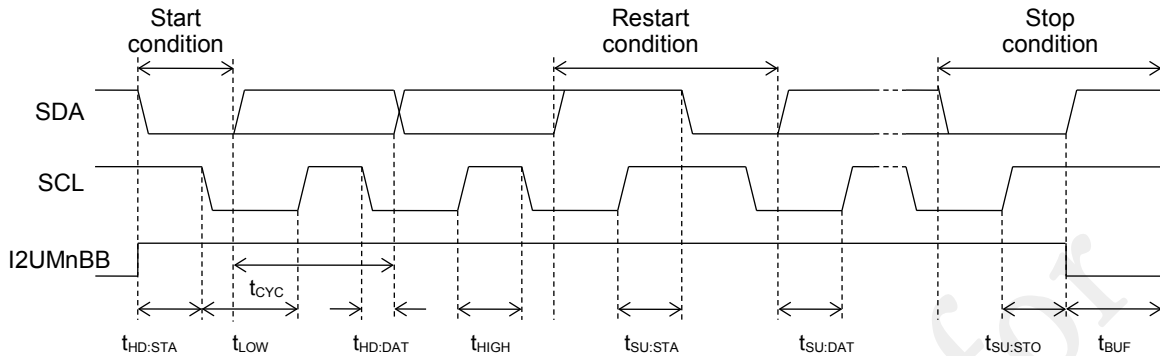 Start condition
Restart condition
Stop condition
SDA
SCL
I2UMnBB
tCYC
tHD:STA
tLOW
tHD:DAT
tHIGH
tSU:STA
tSU:DAT
tSU:STO
tBUF
for